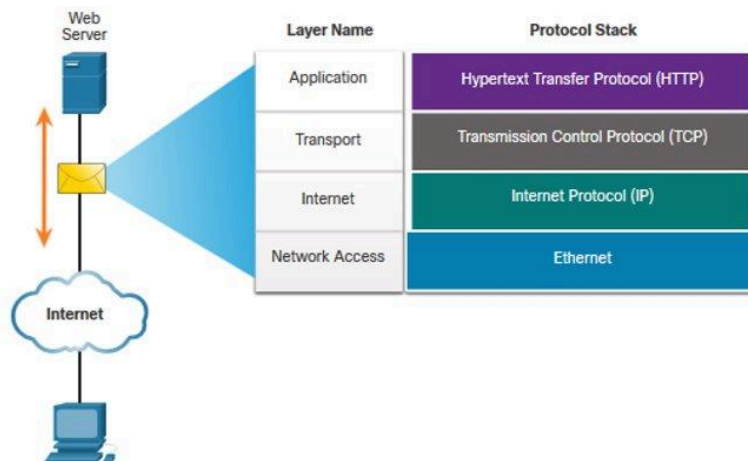 Web
Server
Layer Name
Protocol Stack
Application
Hypertext Transfer Protocol (HTTP)
Transport
Transmission Control Protocol (TCP)
Internet
Internet Protocol (IP)
Network Access
Ethernet
Internet